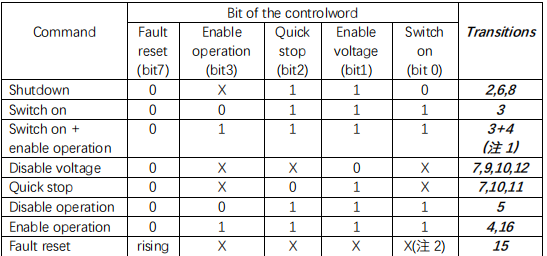 Command Bit of the controlword Transitions
Fault reset (bit7) Enable operation (bit3) Quick stop (bit2) Enable voltage (bit1) Switch on (bit 0)
Shutdown 0 X 1 1 0 2,6,8
Switch on 0 0 1 1 1 3
Switch on + enable operation 0 1 1 1 1 3+4 (注 1)
Disable voltage 0 X X 0 X 7,9,10,12
Quick stop 0 X 0 1 X 7,10,11
Disable operation 0 0 1 1 1 5
Enable operation 0 1 1 1 1 4,16
Fault reset rising X X X X(注 2) 15